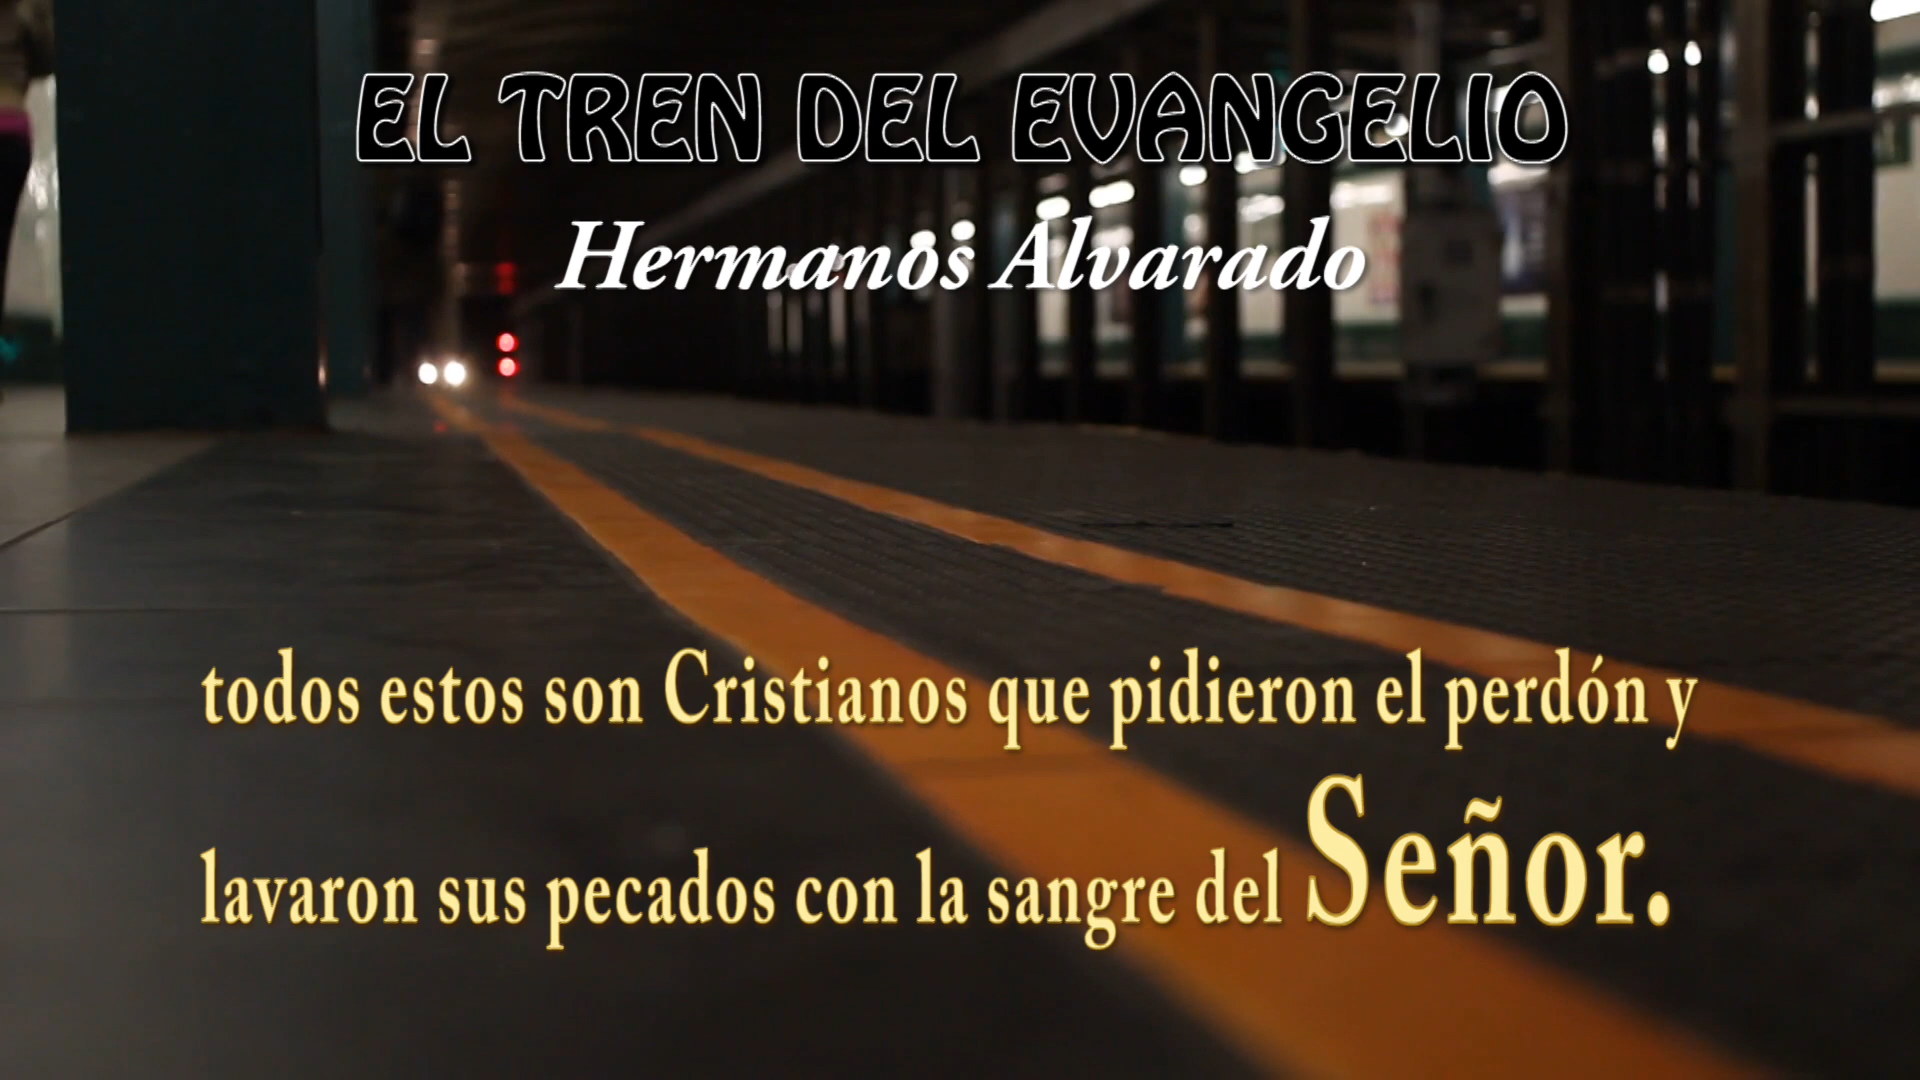 EL TREN DEL EVANGELIO
Hermanos Alvarado
todos estos son Cristianos que pidieron el perdón y
lavaron sus pecados con la sangre del Señor.